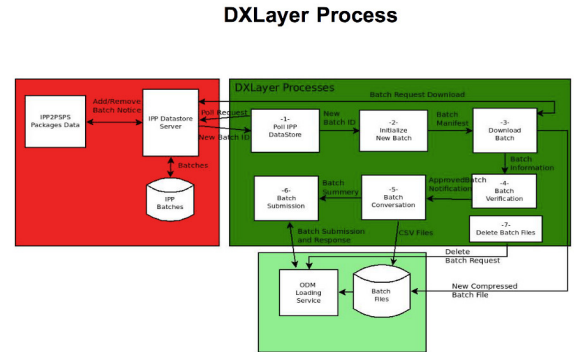 DXLayer Process
DXLayer Processes
Batch Request Download
IPP2PSPS
Packages Data
Add/Remove
Batch Notice
IPP Datastore
Server
Poll Request
New Batch ID
-1-
Poll IPP
DataStore
New
Batch ID
-2-
Initialize
New Batch
Batch
Manifest
-3-
Download
Batch
Batches
IPP
Batches
Batch
Information
-6-
Batch
Submission
Batch
Summery
-5-
Batch
Conversation
ApprnvedBatch
Notification
-4-
Batch
Verification
-7-
Delete Batch Files
Batch Submission
and Response
CSV Files
Delete
Batch Request
OOM
Loading
Service
Batch
Files
New Compressed
Batch File